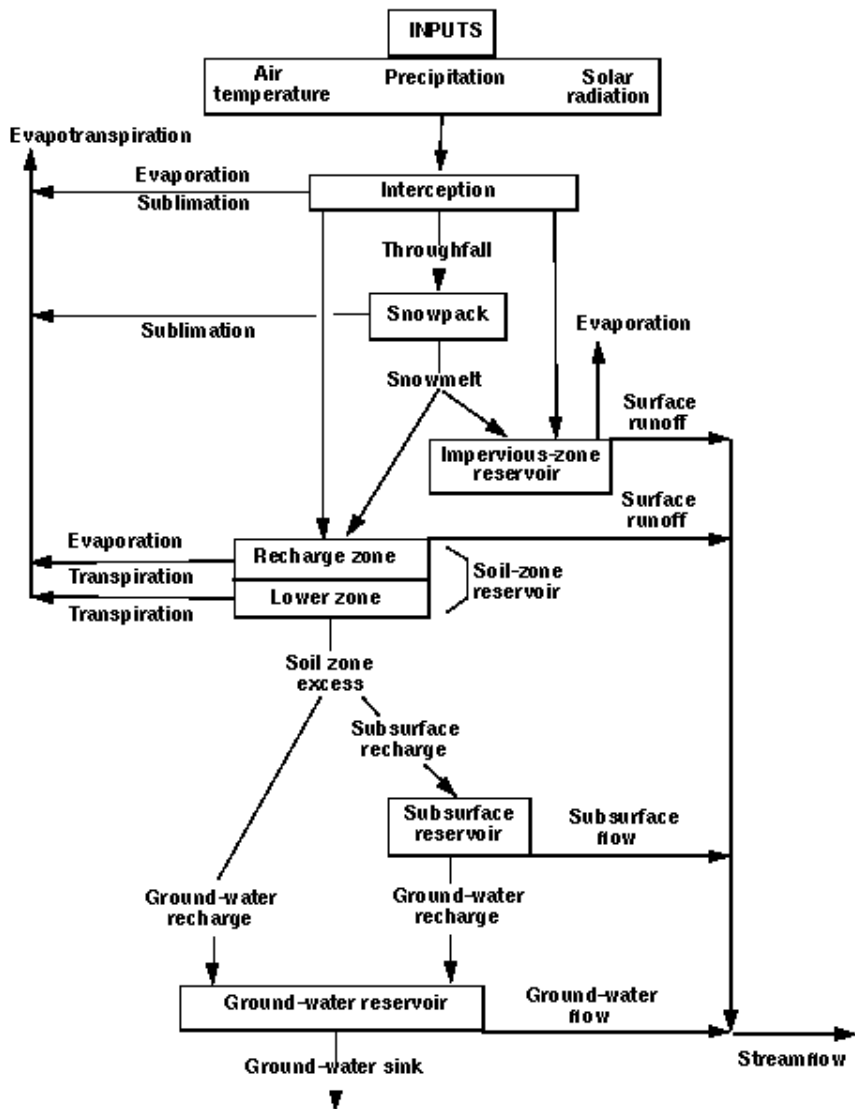 INPUTS
Air
temperature
Precipitation
Solar
radiation
Evapotranspiration
Evaporation
Sublimation
Interception
Throughfall
Snowpack
Sublimation
Evaporation
Snowmelt
Surface
runoff
Impervious-zone
reservoir
Surface
runoff
Evaporation
Transpiration
Recharge zone
Soil-zone
reservoir
Transpiration
Lower zone
Soil zone
excess
Subsurface
recharge
Subsurface
reservoir
Subsurface
flow
Ground-water
recharge
Ground-water
recharge
Ground-water reservoir
Ground-water
flow
Ground-water sink
Streamflow